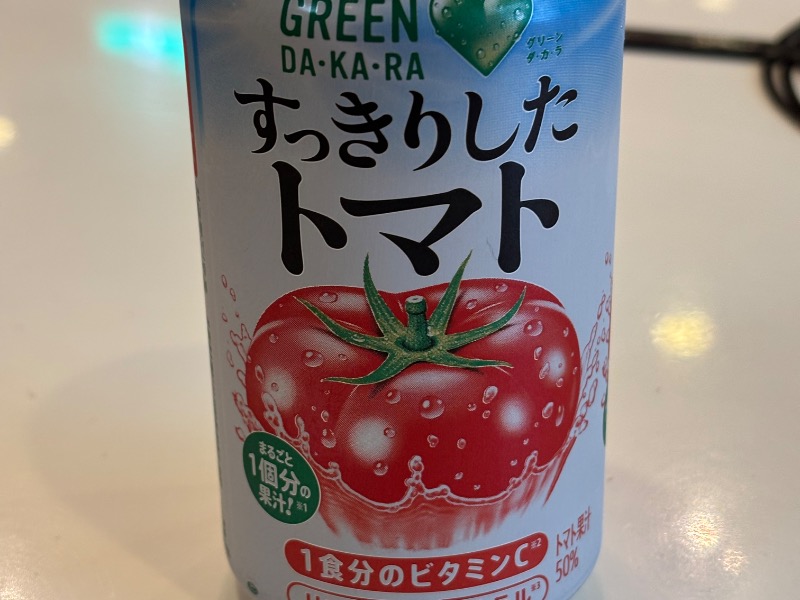 GREEN
DA・KA・RA
グリーン
ダ・カ・ラ
すっきりした
トマト
まるごと
1個分の
果汁!※1
1食分のビタミンC※2
トマト果汁
50%